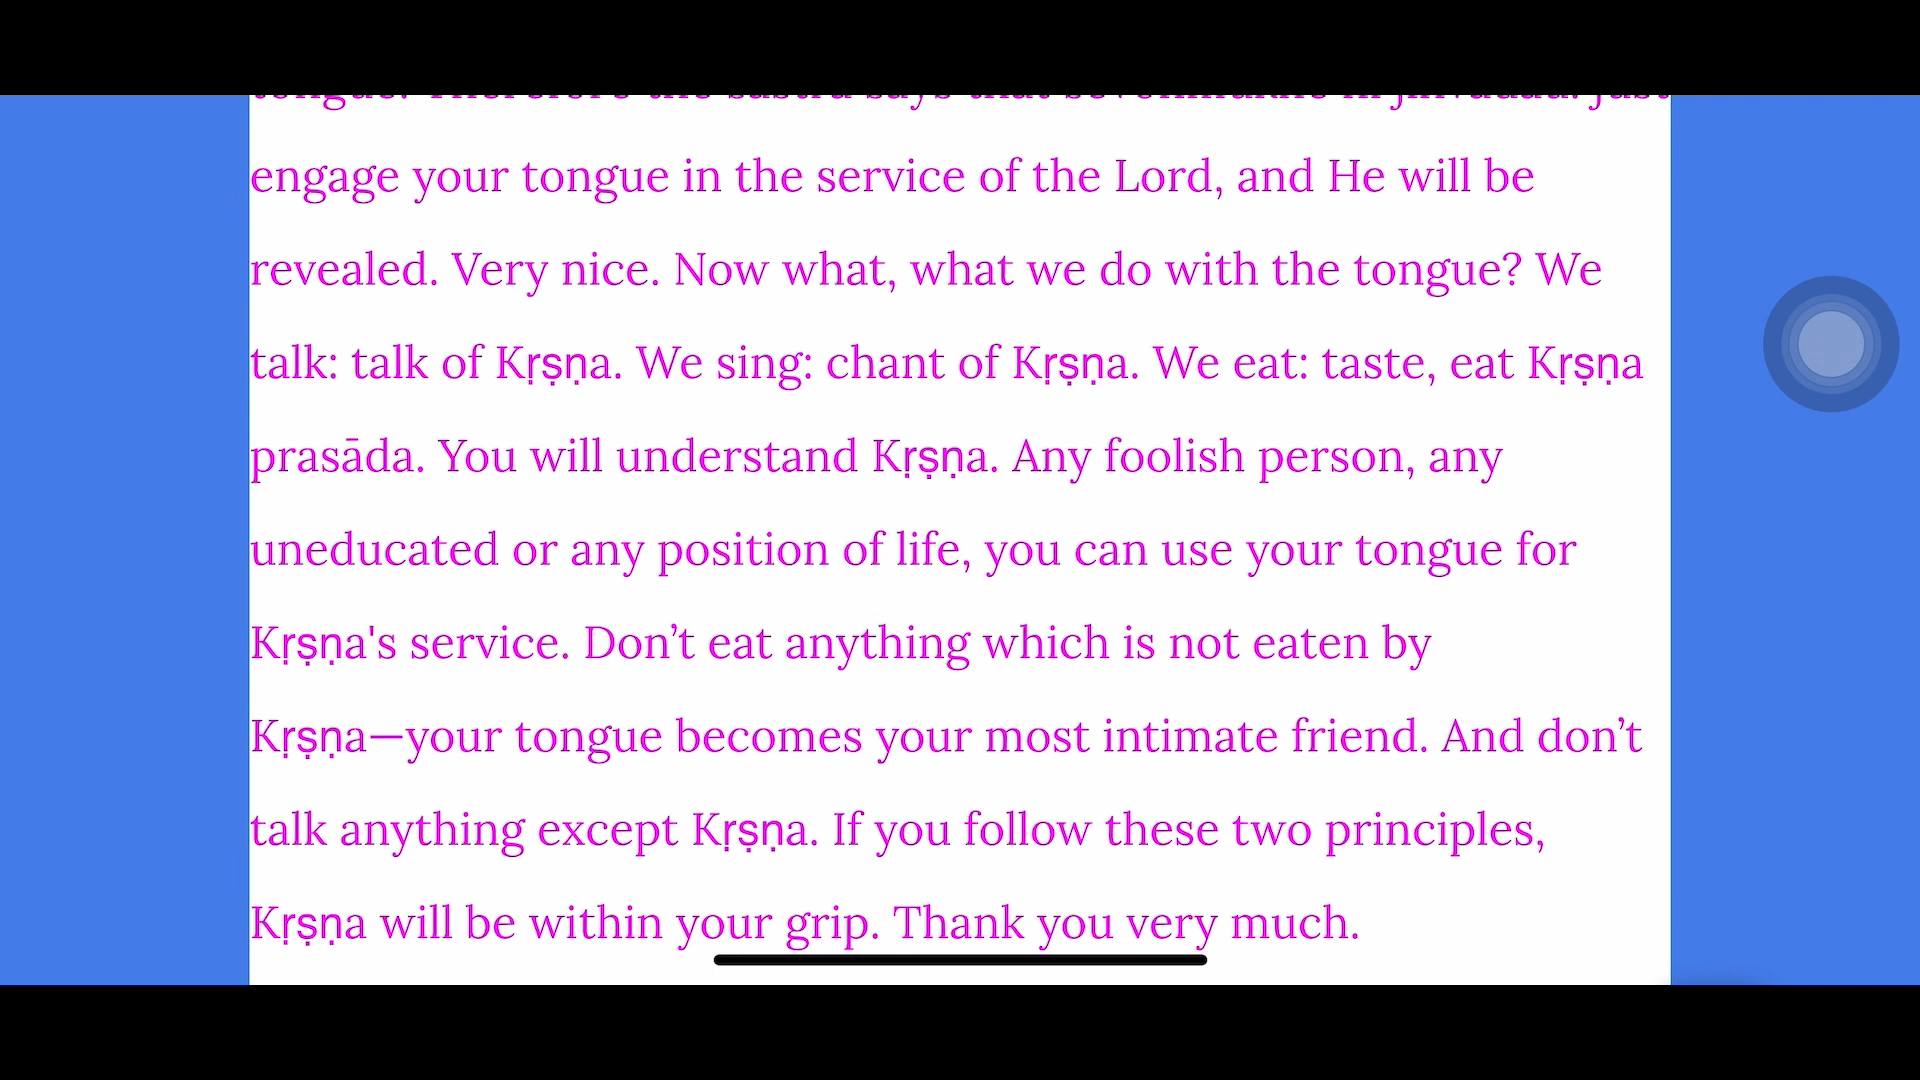 engage your tongue in the service of the Lord, and He will be
revealed. Very nice. Now what, what we do with the tongue? We
talk: talk of Kṛṣṇa. We sing: chant of Kṛṣṇa. We eat: taste, eat Kṛṣṇa
prasāda. You will understand Kṛṣṇa. Any foolish person, any
uneducated or any position of life, you can use your tongue for
Kṛṣṇa's service. Don’t eat anything which is not eaten by
Kṛṣṇa—your tongue becomes your most intimate friend. And don’t
talk anything except Kṛṣṇa. If you follow these two principles,
Kṛṣṇa will be within your grip. Thank you very much.